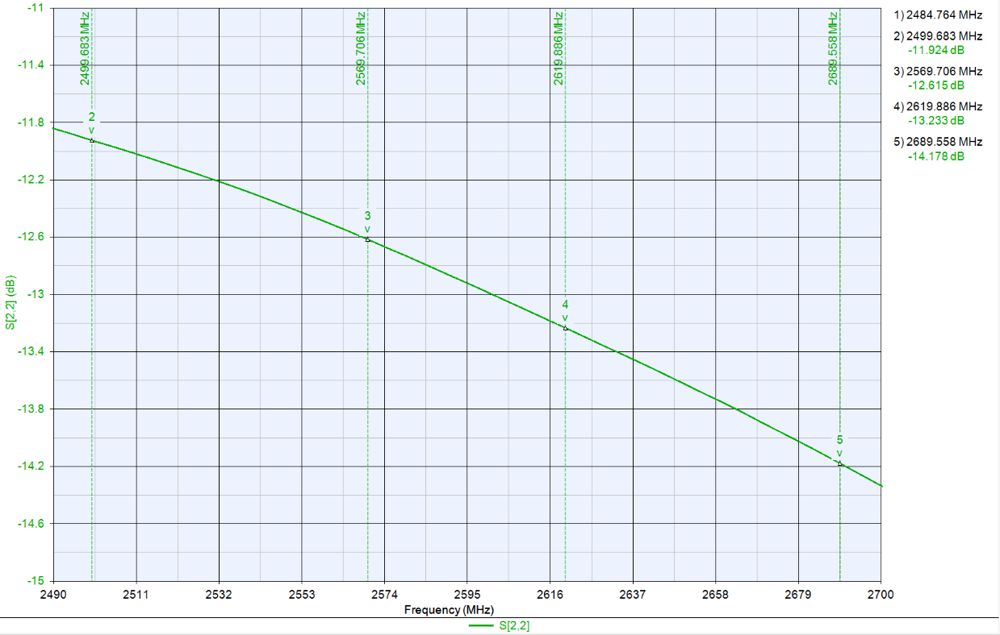 -11
-11.4
-11.8
-12.2
-12.6
-13
-13.4
-13.8
-14.2
-14.6
-15
S[2,2] (dB)
2499.683 MHz
2569.706 MHz
2619.886 MHz
2689.558 MHz
2
v
3
v
4
v
5
v
2490 2511 2532 2553 2574 2595 2616 2637 2658 2679 2700
Frequency (MHz)
S[2,2]
1) 2484.764 MHz
2) 2499.683 MHz
-11.924 dB
3) 2569.706 MHz
-12.615 dB
4) 2619.886 MHz
-13.233 dB
5) 2689.558 MHz
-14.178 dB